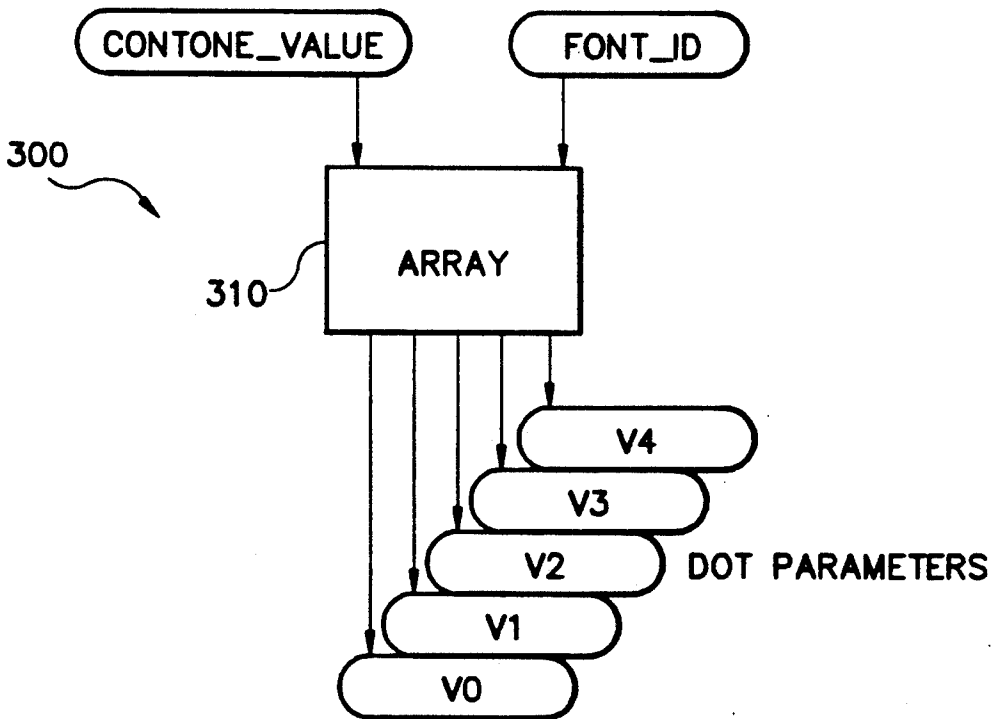 CONTONE_VALUE
FONT_ID
300
ARRAY
310
V4
V3
V2
DOT PARAMETERS
V1
V0